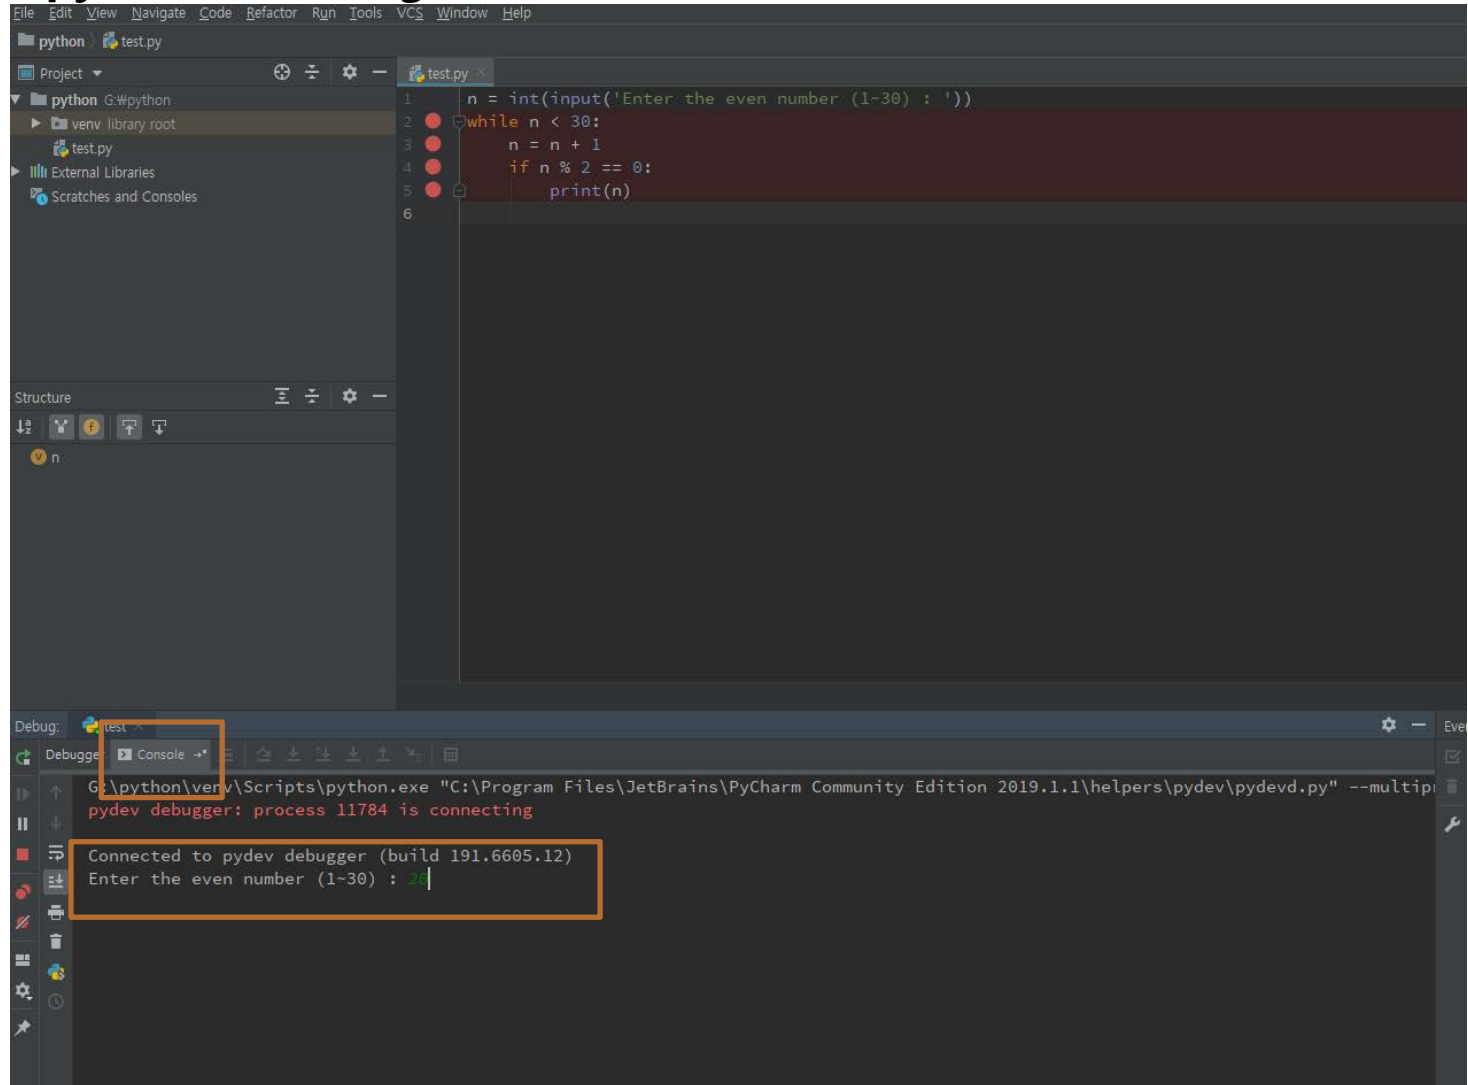 File Edit View Navigate Code Refactor Run Tools VCS Window Help
python test.py
Project
test.py
python G:₩python
venv library root
test.py
External Libraries
Scratches and Consoles
1 n = int(input('Enter the even number (1~30) : '))
2 while n < 30:
3 n = n + 1
4 if n % 2 == 0:
5 print(n)
6
Structure
n
Debug: test
Debugger Console
G:\python\venv\Scripts\python.exe "C:\Program Files\JetBrains\PyCharm Community Edition 2019.1.1\helpers\pydev\pydevd.py" --multip
pydev debugger: process 11784 is connecting
Connected to pydev debugger (build 191.6605.12)
Enter the even number (1~30) : 20